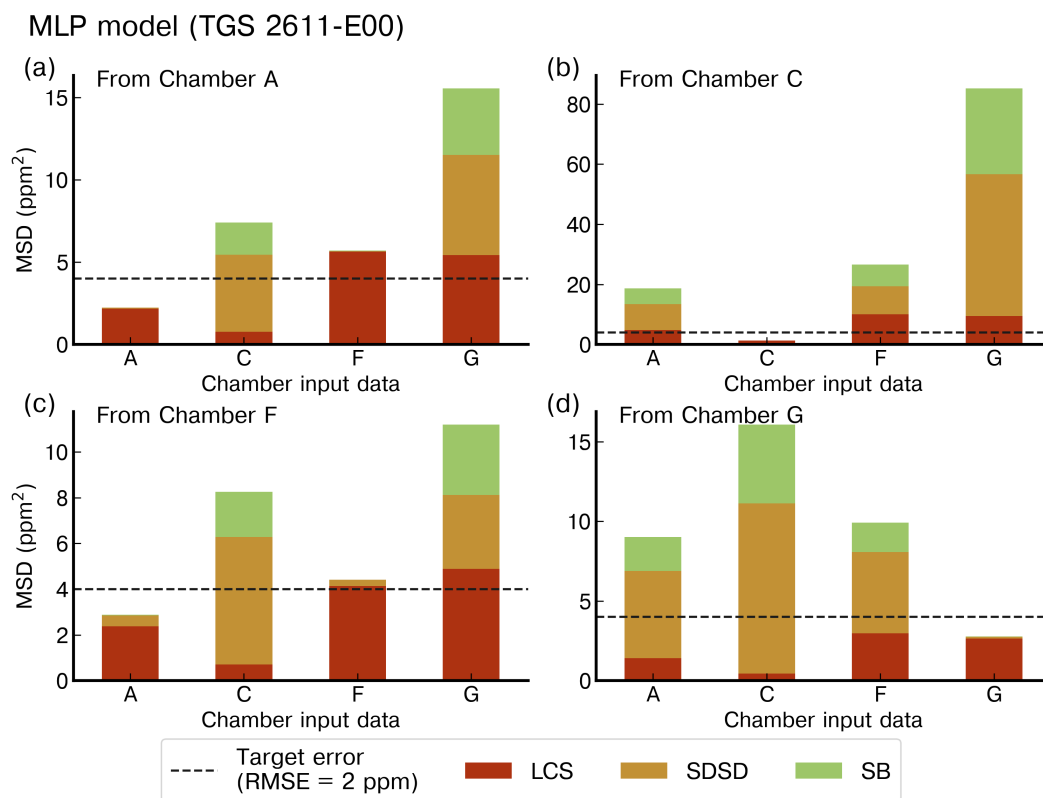 MLP model (TGS 2611-E00)
(a)
From Chamber A
MSD (ppm²)
15
10
5
0
A
C
F
G
Chamber input data
(b)
From Chamber C
80
60
40
20
0
A
C
F
G
Chamber input data
(c)
From Chamber F
MSD (ppm²)
10
8
6
4
2
0
A
C
F
G
Chamber input data
(d)
From Chamber G
15
10
5
0
A
C
F
G
Chamber input data
Target error
(RMSE = 2 ppm)
LCS
SDSD
SB